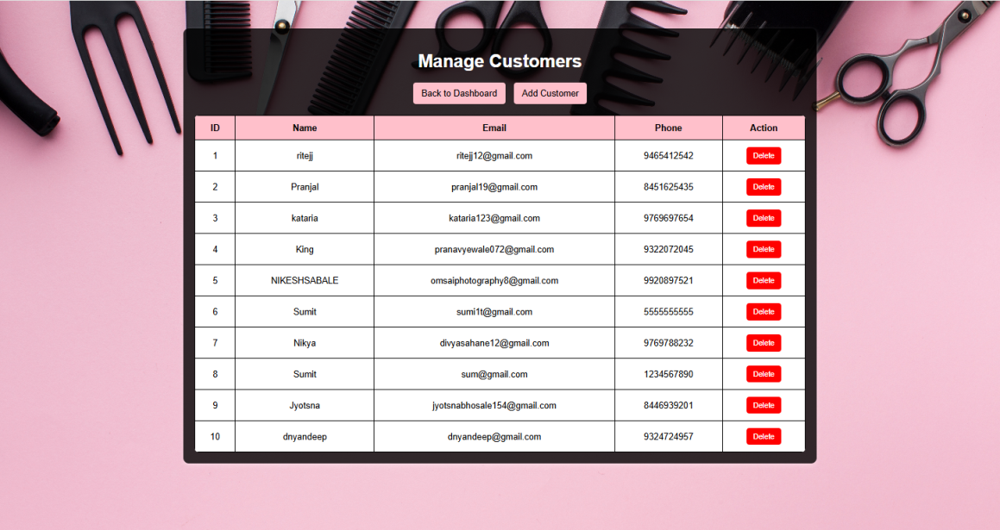 Manage Customers
Back to Dashboard Add Customer
ID Name Email Phone Action
1 ritejj ritejj12@gmail.com 9465412542 Delete
2 Pranjal pranjal19@gmail.com 8451625435 Delete
3 kataria kataria123@gmail.com 9769697654 Delete
4 King pranavyewale072@gmail.com 9322072045 Delete
5 NIKESHSABALE omsaiphotography8@gmail.com 9920897521 Delete
6 Sumit sumi1t@gmail.com 5555555555 Delete
7 Nikya divyasahane12@gmail.com 9769788232 Delete
8 Sumit sum@gmail.com 1234567890 Delete
9 Jyotsna jyotsnabhosale154@gmail.com 8446939201 Delete
10 dnyandeep dnyandeep@gmail.com 9324724957 Delete